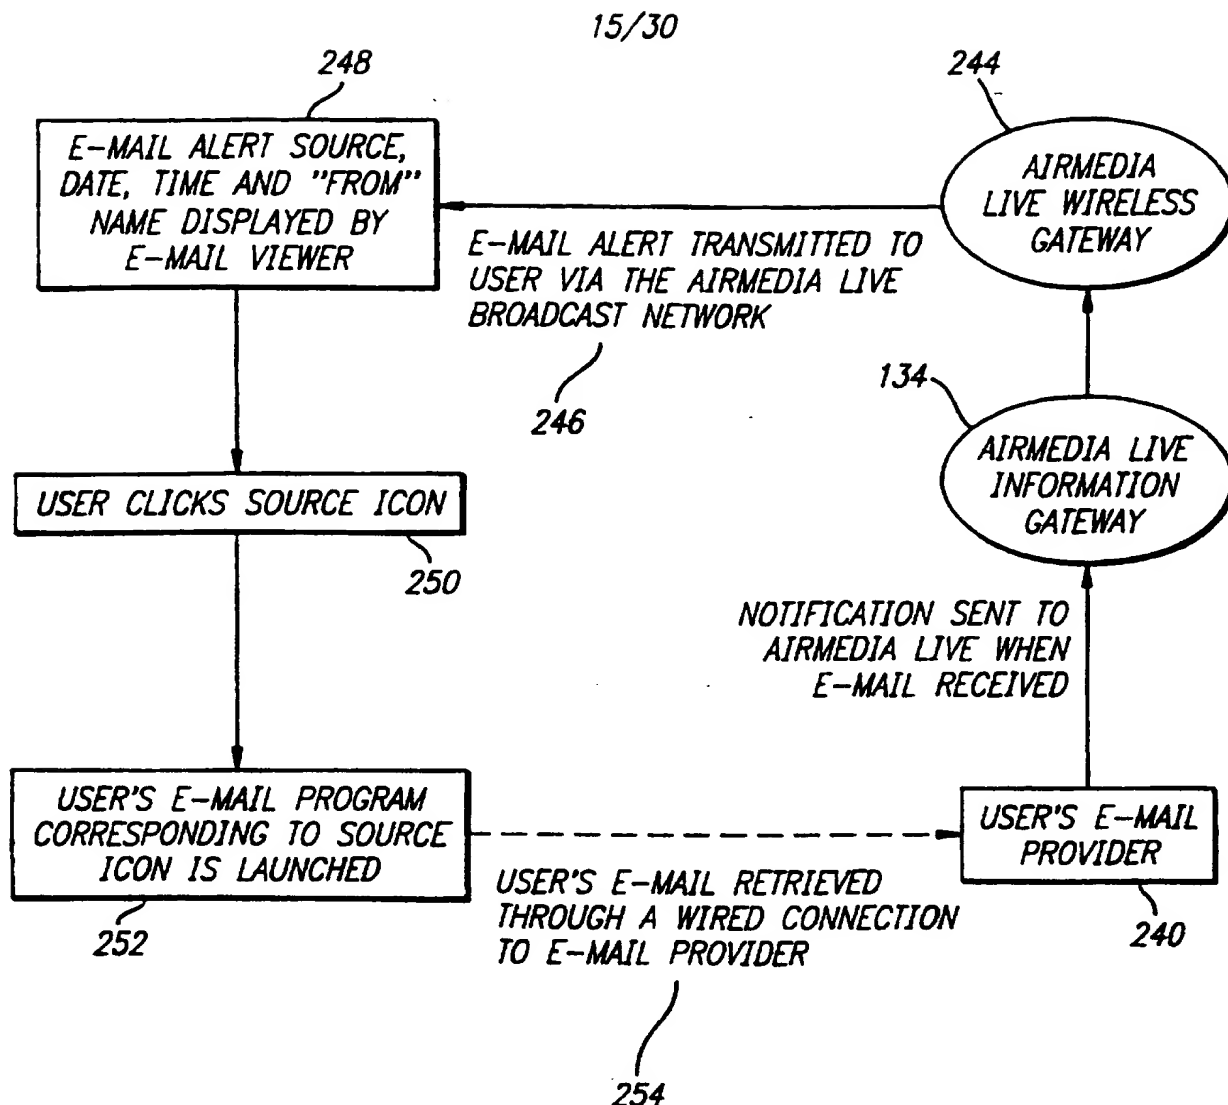 15/30
248
E-MAIL ALERT SOURCE,
DATE, TIME AND "FROM"
NAME DISPLAYED BY
E-MAIL VIEWER
244
AIRMEDIA
LIVE WIRELESS
GATEWAY
E-MAIL ALERT TRANSMITTED TO
USER VIA THE AIRMEDIA LIVE
BROADCAST NETWORK
246
134
AIRMEDIA LIVE
INFORMATION
GATEWAY
USER CLICKS SOURCE ICON
250
NOTIFICATION SENT TO
AIRMEDIA LIVE WHEN
E-MAIL RECEIVED
USER'S E-MAIL PROGRAM
CORRESPONDING TO SOURCE
ICON IS LAUNCHED
252
USER'S E-MAIL
PROVIDER
240
USER'S E-MAIL RETRIEVED
THROUGH A WIRED CONNECTION
TO E-MAIL PROVIDER
254